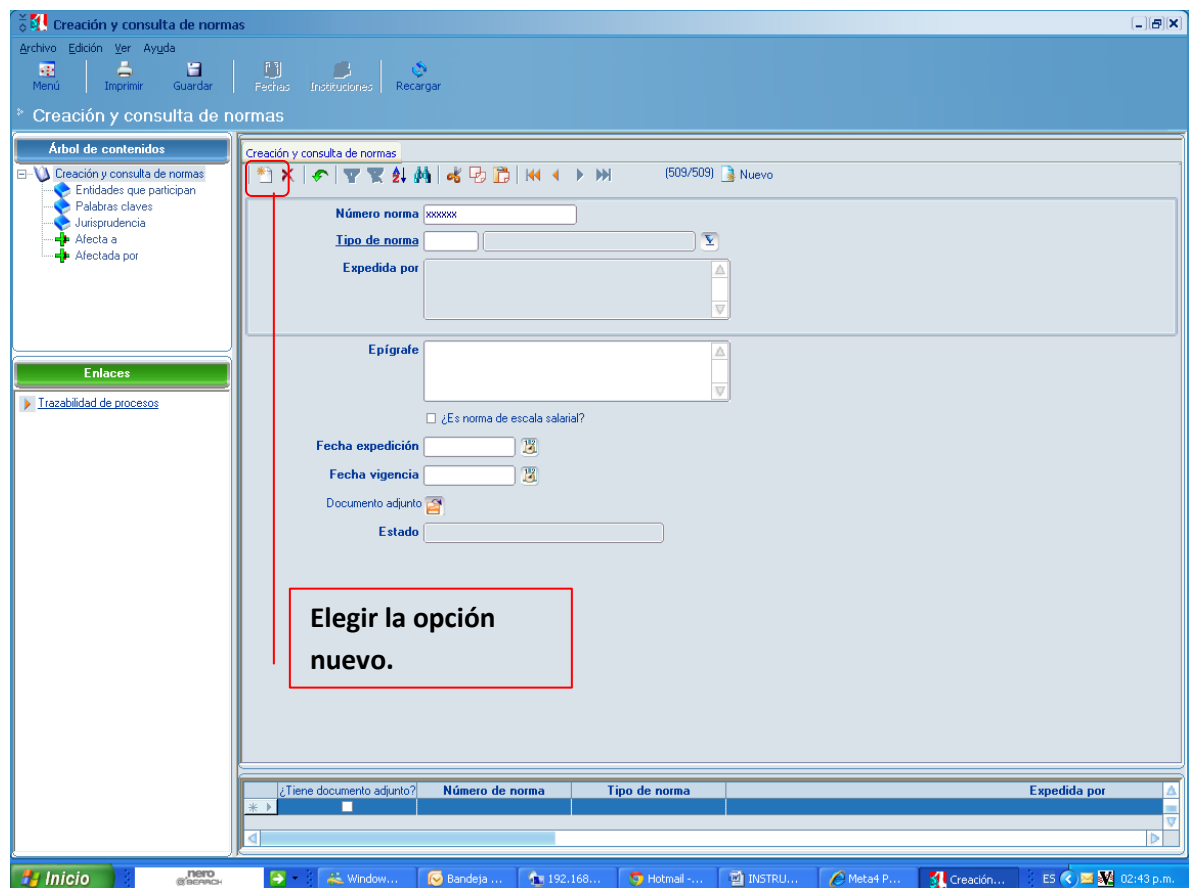 Creación y consulta de normas
Archivo Edición Ver Ayuda
Menú Imprimir Guardar Fechas Instituciones Recargar
Creación y consulta de normas
Árbol de contenidos
Creación y consulta de normas
Entidades que participan
Palabras claves
Jurisprudencia
Afecta a
Afectada por
Enlaces
Trazabilidad de procesos
Creación y consulta de normas
(509/509) Nuevo
Número norma xxxxxx
Tipo de norma
Expedida por
Epígrafe
¿Es norma de escala salarial?
Fecha expedición
Fecha vigencia
Documento adjunto
Estado
Elegir la opción
nuevo.
¿Tiene documento adjunto? Número de norma Tipo de norma Expedida por
Inicio nero @SEARCH Window... Bandeja ... 192.168... Hotmail -... INSTRU... Meta4 P... Creación... ES 02:43 p.m.